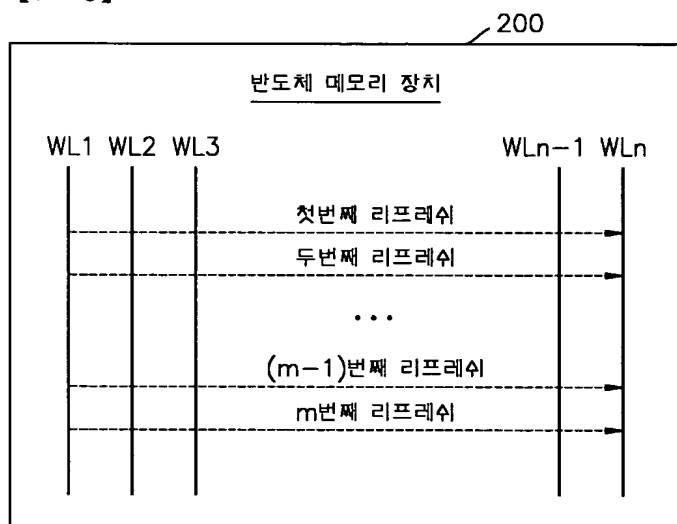 200
반도체 메모리 장치
WL1 WL2 WL3 WLn-1 WLn
첫번째 리프레쉬
두번째 리프레쉬
...
(m-1)번째 리프레쉬
m번째 리프레쉬